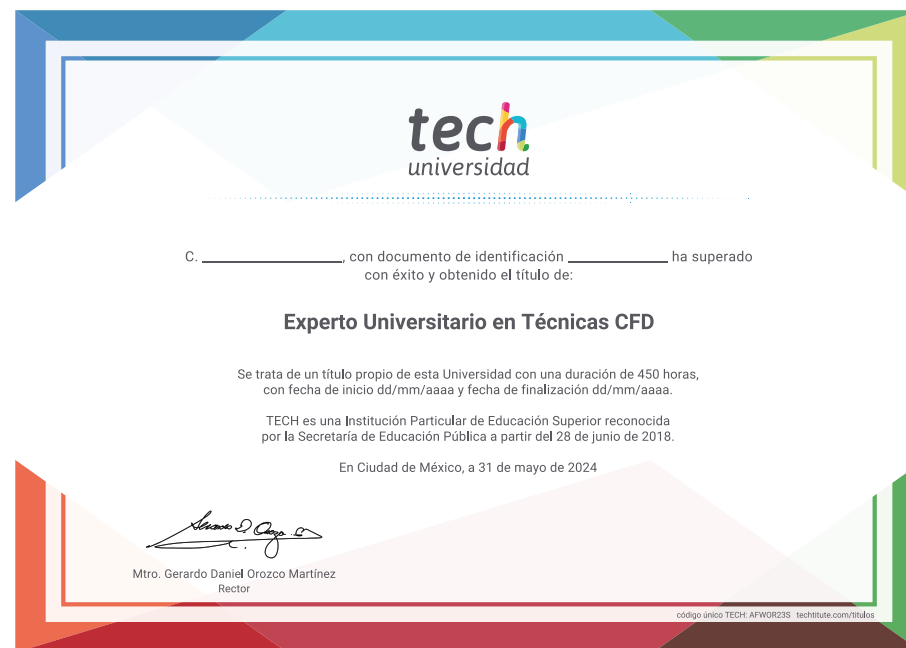 tech
universidad
C. ____________, con documento de identificación _________ ha superado
con éxito y obtenido el título de:
Experto Universitario en Técnicas CFD
Se trata de un título propio de esta Universidad con una duración de 450 horas,
con fecha de inicio dd/mm/aaaa y fecha de finalización dd/mm/aaaa.
TECH es una Institución Particular de Educación Superior reconocida
por la Secretaría de Educación Pública a partir del 28 de junio de 2018.
En Ciudad de México, a 31 de mayo de 2024
Mtro. Gerardo Daniel Orozco Martínez
Rector
código único TECH: AFWOR23S techtitute.com/titulos